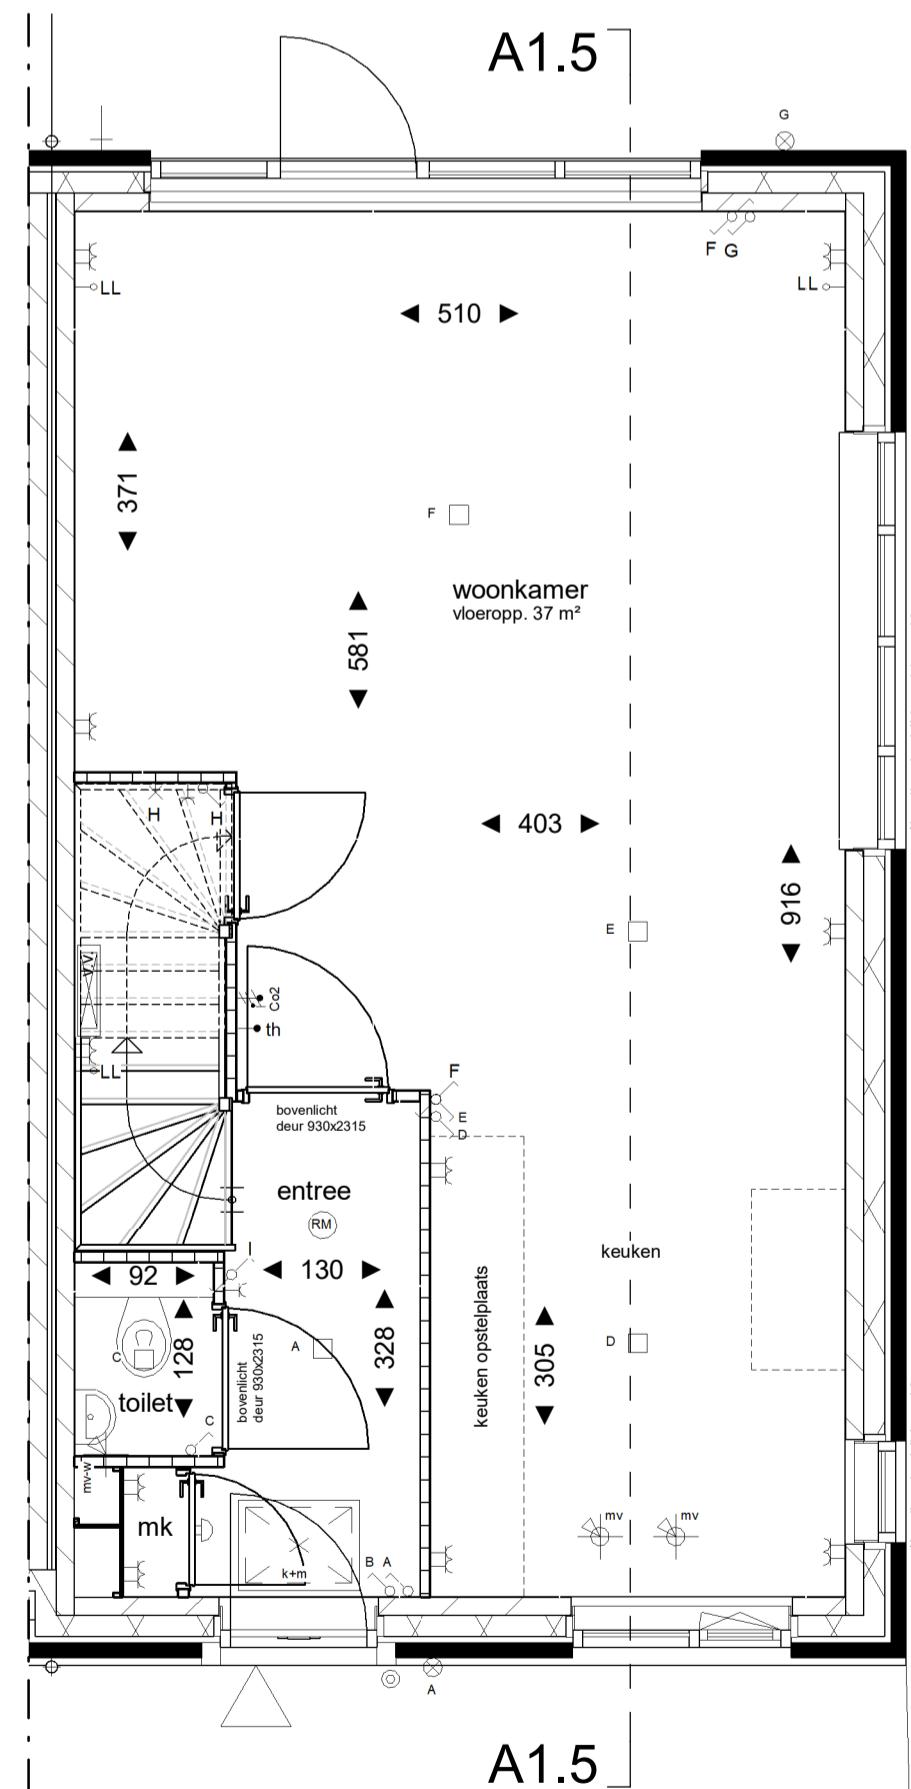 A1.5
G
F G
LL
LL
510
371
F
woonkamer
vloeropp. 37 m²
581
403
H
H
916
E
v.v.
Co2
th
LL
F
E
D
bovenlicht
deur 930x2315
entree
RM
keuken
I
92
130
128
328
keuken opstelplaats
305
D
A
C
bovenlicht
deur 930x2315
toilet
C
mv-w
mk
mv
mv
k+m
B A
A
A1.5